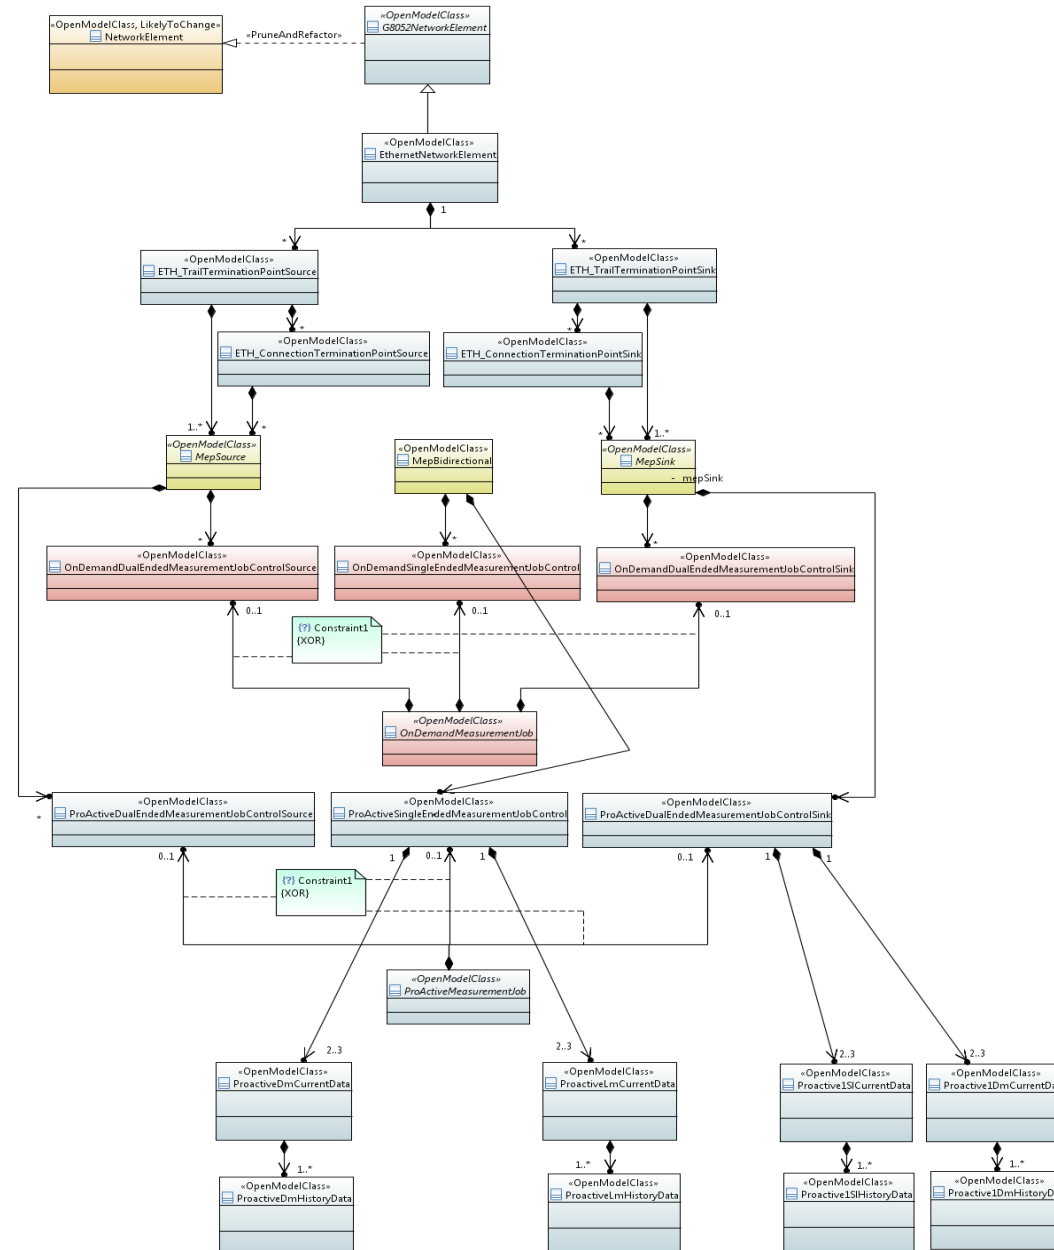 «OpenModelClass, LikelyToChange»
NetworkElement
«PruneAndRefactor»
«OpenModelClass»
G8052NetworkElement
«OpenModelClass»
EthernetNetworkElement
1
*
*
«OpenModelClass»
ETH_TrailTerminationPointSource
«OpenModelClass»
ETH_TrailTerminationPointSink
*
*
«OpenModelClass»
ETH_ConnectionTerminationPointSource
«OpenModelClass»
ETH_ConnectionTerminationPointSink
1..*
*
*
1..*
«OpenModelClass»
MepSource
«OpenModelClass»
MepBidirectional
«OpenModelClass»
MepSink
- mepSink
*
*
*
«OpenModelClass»
OnDemandDualEndedMeasurementJobControlSource
«OpenModelClass»
OnDemandSingleEndedMeasurementJobControl
«OpenModelClass»
OnDemandDualEndedMeasurementJobControlSink
0..1
0..1
0..1
{?} Constraint1
{XOR}
«OpenModelClass»
OnDemandMeasurementJob
*
«OpenModelClass»
ProActiveDualEndedMeasurementJobControlSource
«OpenModelClass»
ProActiveSingleEndedMeasurementJobControl
«OpenModelClass»
ProActiveDualEndedMeasurementJobControlSink
0..1
1
0..1
1
0..1
1
1
{?} Constraint1
{XOR}
«OpenModelClass»
ProActiveMeasurementJob
2..3
2..3
2..3
2..3
«OpenModelClass»
ProactiveDmCurrentData
«OpenModelClass»
ProactiveLmCurrentData
«OpenModelClass»
Proactive1SlCurrentData
«OpenModelClass»
Proactive1DmCurrentDa
1..*
1..*
1..*
1..*
«OpenModelClass»
ProactiveDmHistoryData
«OpenModelClass»
ProactiveLmHistoryData
«OpenModelClass»
Proactive1SlHistoryData
«OpenModelClass»
Proactive1DmHistoryD